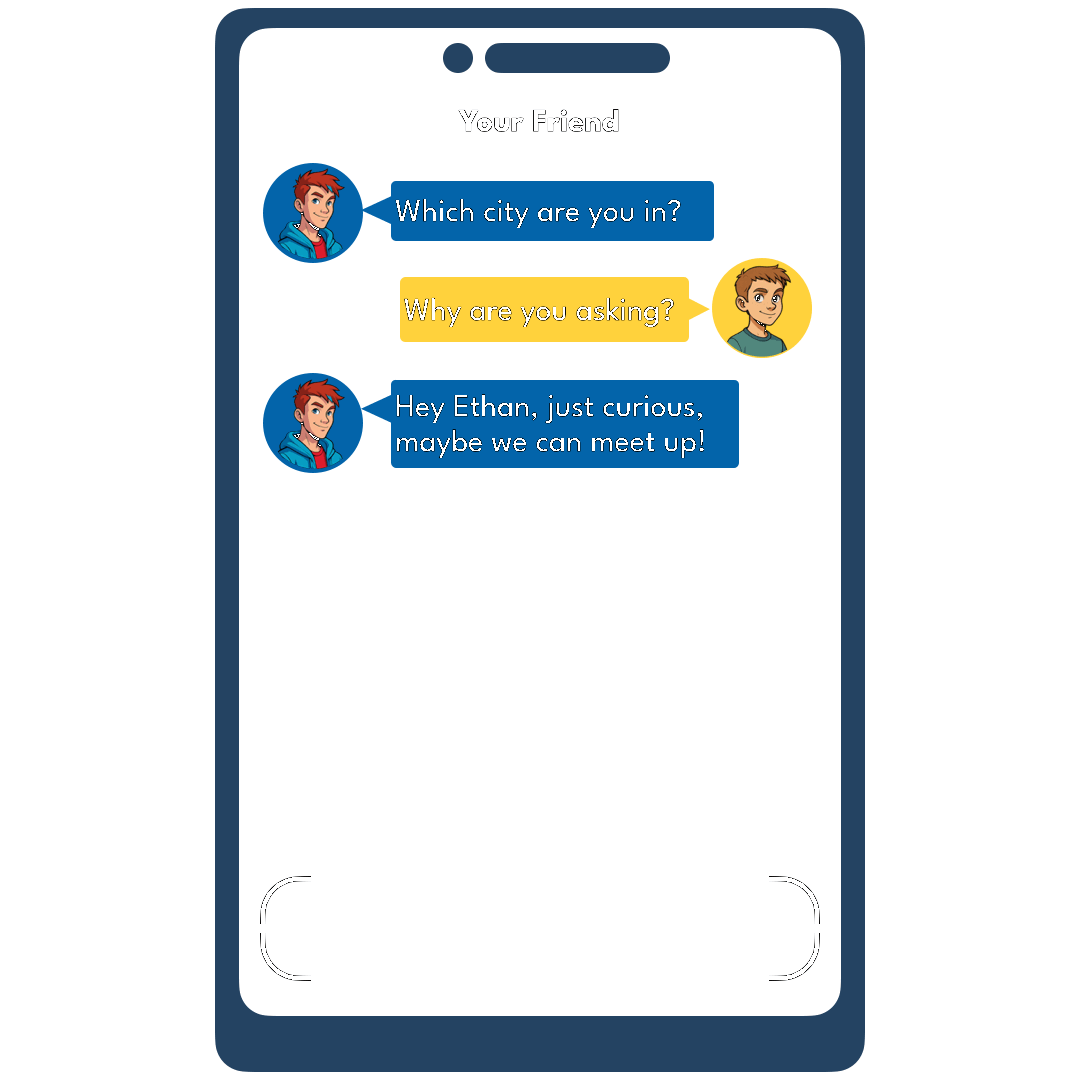 Your Friend
Which city are you in?
Why are you asking?
Hey Ethan, just curious,
maybe we can meet up!